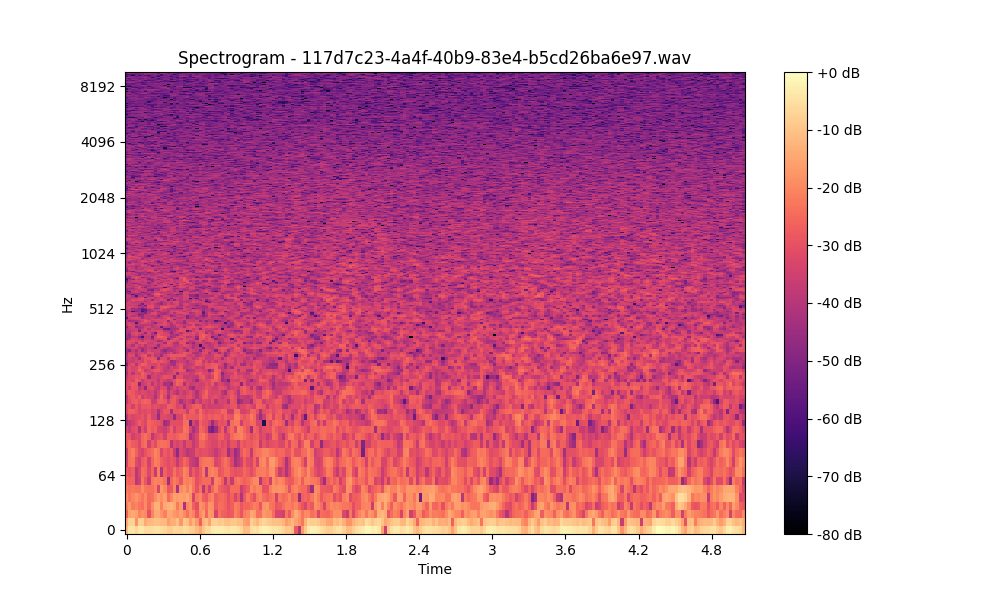 Spectrogram - 117d7c23-4a4f-40b9-83e4-b5cd26ba6e97.wav
Hz
8192
4096
2048
1024
512
256
128
64
0
0 0.6 1.2 1.8 2.4 3 3.6 4.2 4.8
Time
+0 dB
-10 dB
-20 dB
-30 dB
-40 dB
-50 dB
-60 dB
-70 dB
-80 dB